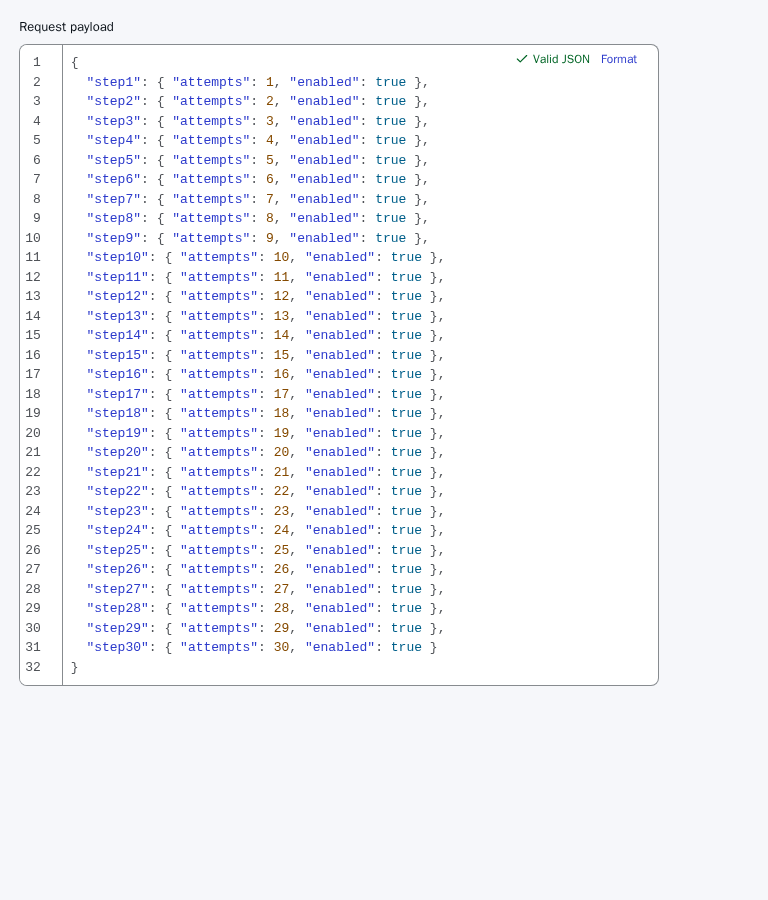 Request payload
Valid JSON Format
1 {
2   "step1": { "attempts": 1, "enabled": true },
3   "step2": { "attempts": 2, "enabled": true },
4   "step3": { "attempts": 3, "enabled": true },
5   "step4": { "attempts": 4, "enabled": true },
6   "step5": { "attempts": 5, "enabled": true },
7   "step6": { "attempts": 6, "enabled": true },
8   "step7": { "attempts": 7, "enabled": true },
9   "step8": { "attempts": 8, "enabled": true },
10   "step9": { "attempts": 9, "enabled": true },
11   "step10": { "attempts": 10, "enabled": true },
12   "step11": { "attempts": 11, "enabled": true },
13   "step12": { "attempts": 12, "enabled": true },
14   "step13": { "attempts": 13, "enabled": true },
15   "step14": { "attempts": 14, "enabled": true },
16   "step15": { "attempts": 15, "enabled": true },
17   "step16": { "attempts": 16, "enabled": true },
18   "step17": { "attempts": 17, "enabled": true },
19   "step18": { "attempts": 18, "enabled": true },
20   "step19": { "attempts": 19, "enabled": true },
21   "step20": { "attempts": 20, "enabled": true },
22   "step21": { "attempts": 21, "enabled": true },
23   "step22": { "attempts": 22, "enabled": true },
24   "step23": { "attempts": 23, "enabled": true },
25   "step24": { "attempts": 24, "enabled": true },
26   "step25": { "attempts": 25, "enabled": true },
27   "step26": { "attempts": 26, "enabled": true },
28   "step27": { "attempts": 27, "enabled": true },
29   "step28": { "attempts": 28, "enabled": true },
30   "step29": { "attempts": 29, "enabled": true },
31   "step30": { "attempts": 30, "enabled": true }
32 }